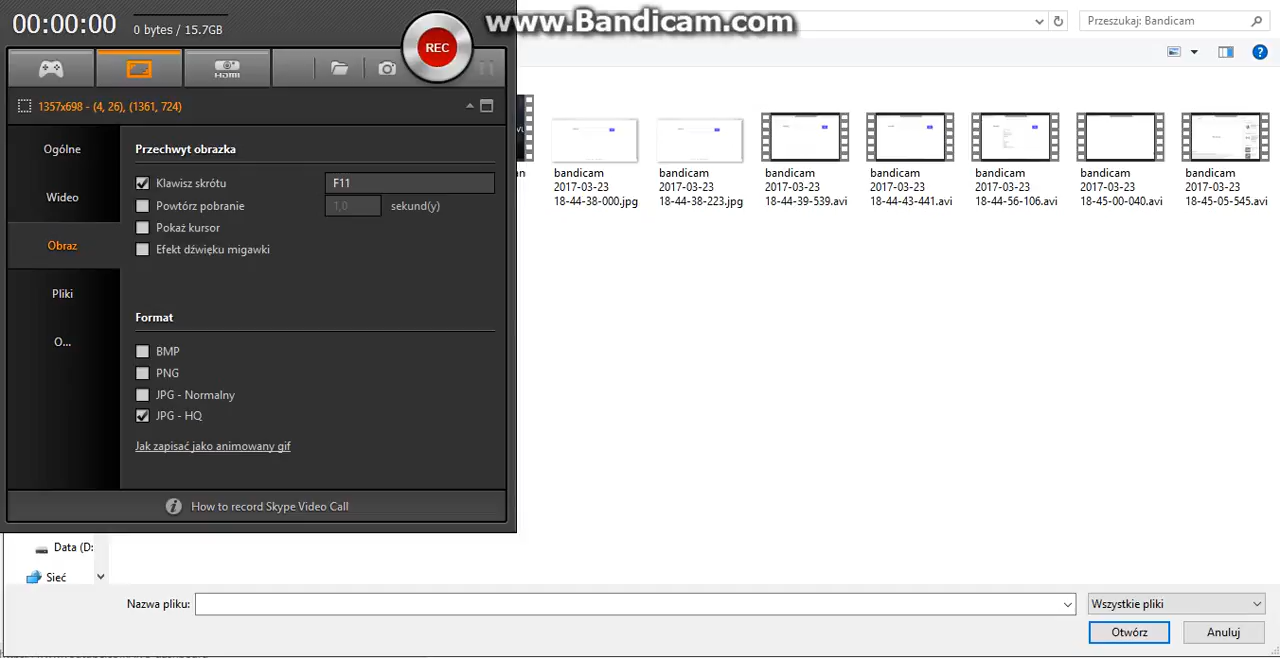 00:00:00
0 bytes / 15.7GB
REC
www.Bandicam.com
Przeszukaj: Bandicam
HDMI
1357x698 - (4, 26), (1361, 724)
Ogólne
Wideo
Obraz
Pliki
O...
Przechwyt obrazka
Klawisz skrótu
F11
Powtórz pobranie
1,0
sekund(y)
Pokaż kursor
Efekt dźwięku migawki
Format
BMP
PNG
JPG - Normalny
JPG - HQ
Jak zapisać jako animowany gif
How to record Skype Video Call
bandicam
2017-03-23
18-44-38-000.jpg
bandicam
2017-03-23
18-44-38-223.jpg
bandicam
2017-03-23
18-44-39-539.avi
bandicam
2017-03-23
18-44-43-441.avi
bandicam
2017-03-23
18-44-56-106.avi
bandicam
2017-03-23
18-45-00-040.avi
bandicam
2017-03-23
18-45-05-545.avi
Data (D:
Sieć
Nazwa pliku:
Wszystkie pliki
Otwórz
Anuluj